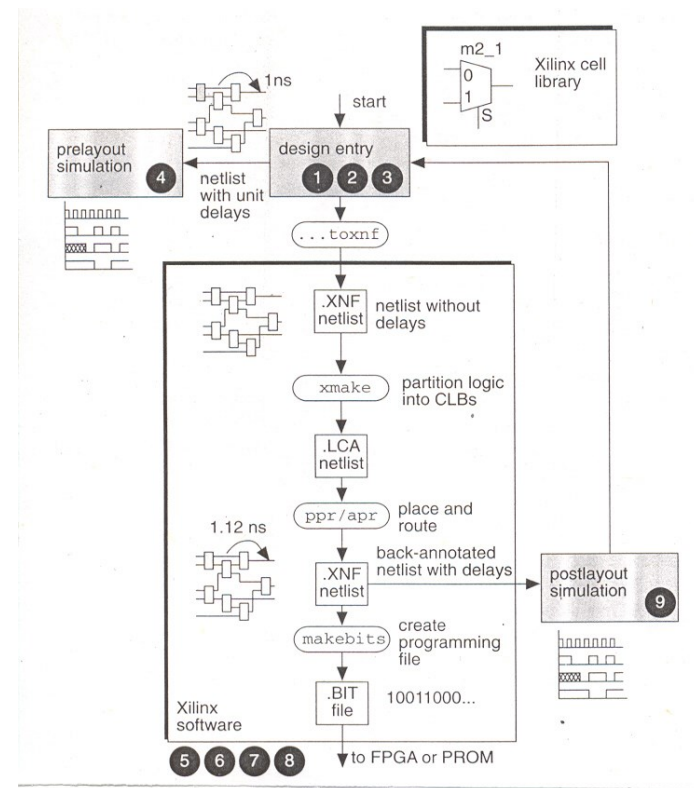 m2_1
0
1
S
Xilinx cell
library
1ns
start
prelayout
simulation
4
design entry
1 2 3
netlist
with unit
delays
...toxnf
.XNF
netlist
netlist without
delays
xmake
partition logic
into CLBs
.LCA
netlist
ppr/apr
place and
route
1.12 ns
back-annotated
netlist with delays
.XNF
netlist
postlayout
simulation
9
makebits
create
programming
file
.BIT
file
10011000...
Xilinx
software
5 6 7 8
to FPGA or PROM